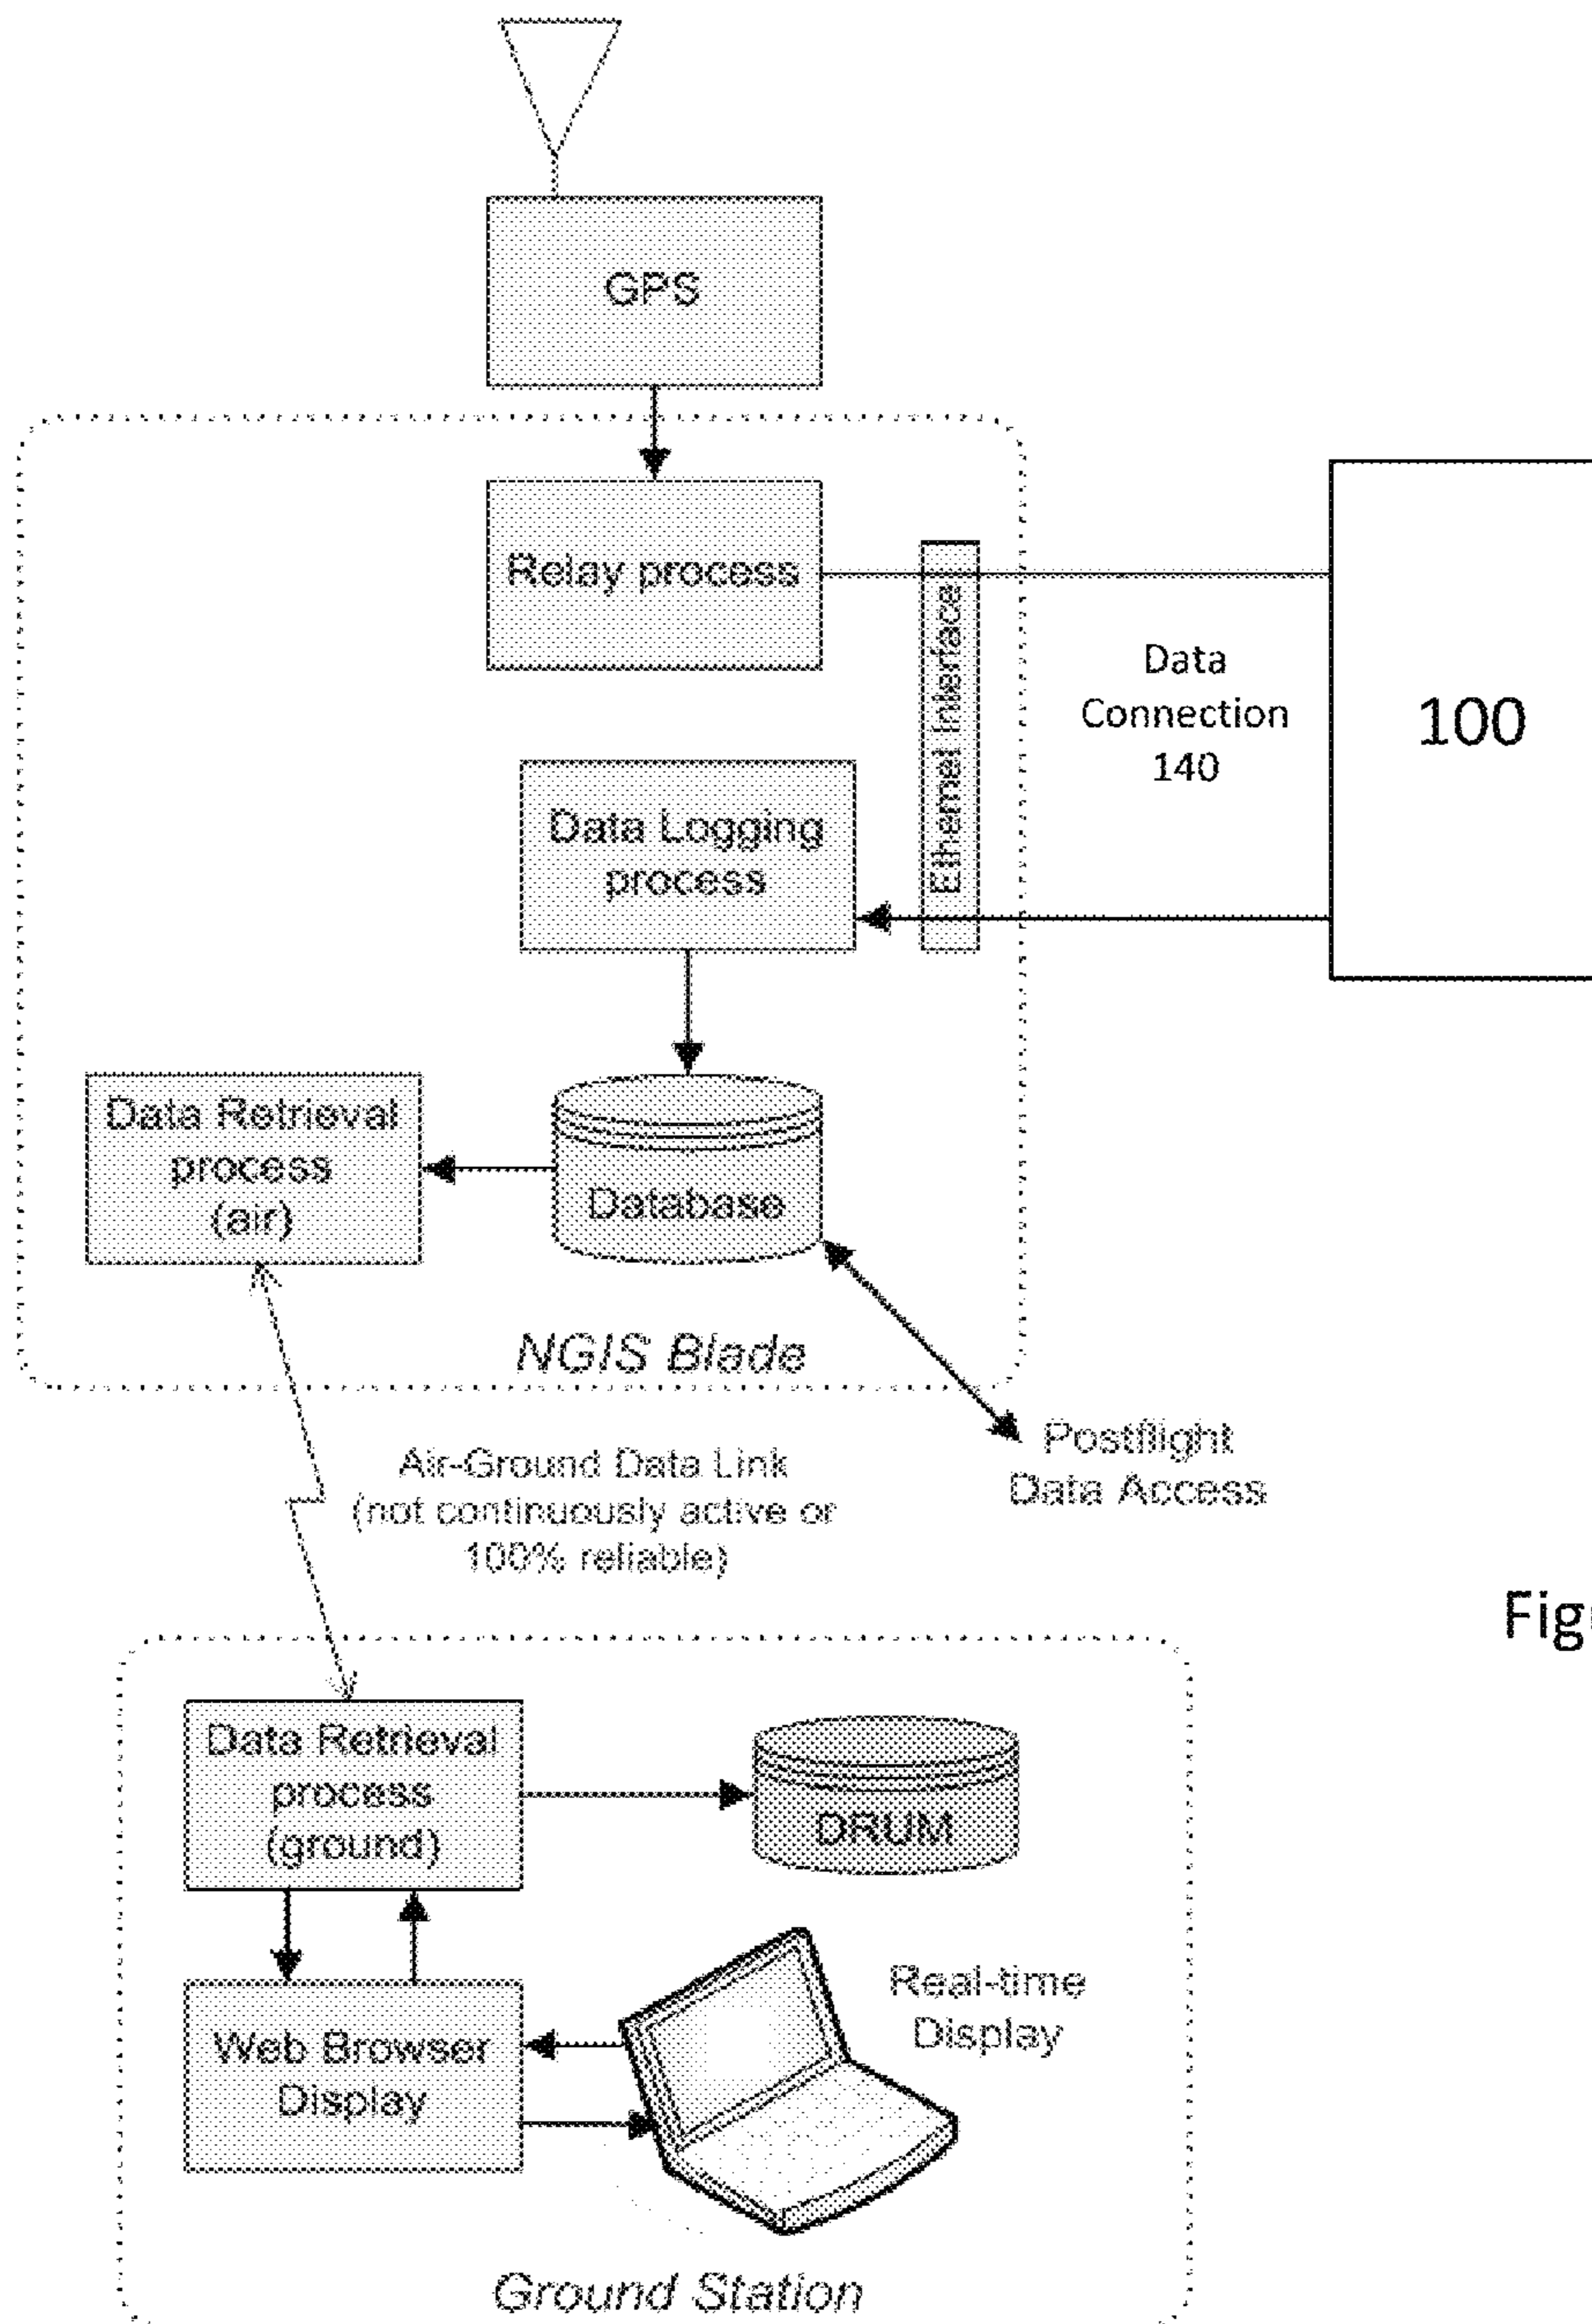 GPS
Relay process
Ethernet Interface
Data
Connection
140
100
Data Logging
process
Data Retrieval
process
(air)
Database
NGIS Blade
Postflight
Data Access
Air-Ground Data Link
(not continuously active or
100% reliable)
Data Retrieval
process
(ground)
DRUM
Web Browser
Display
Real-time
Display
Ground Station